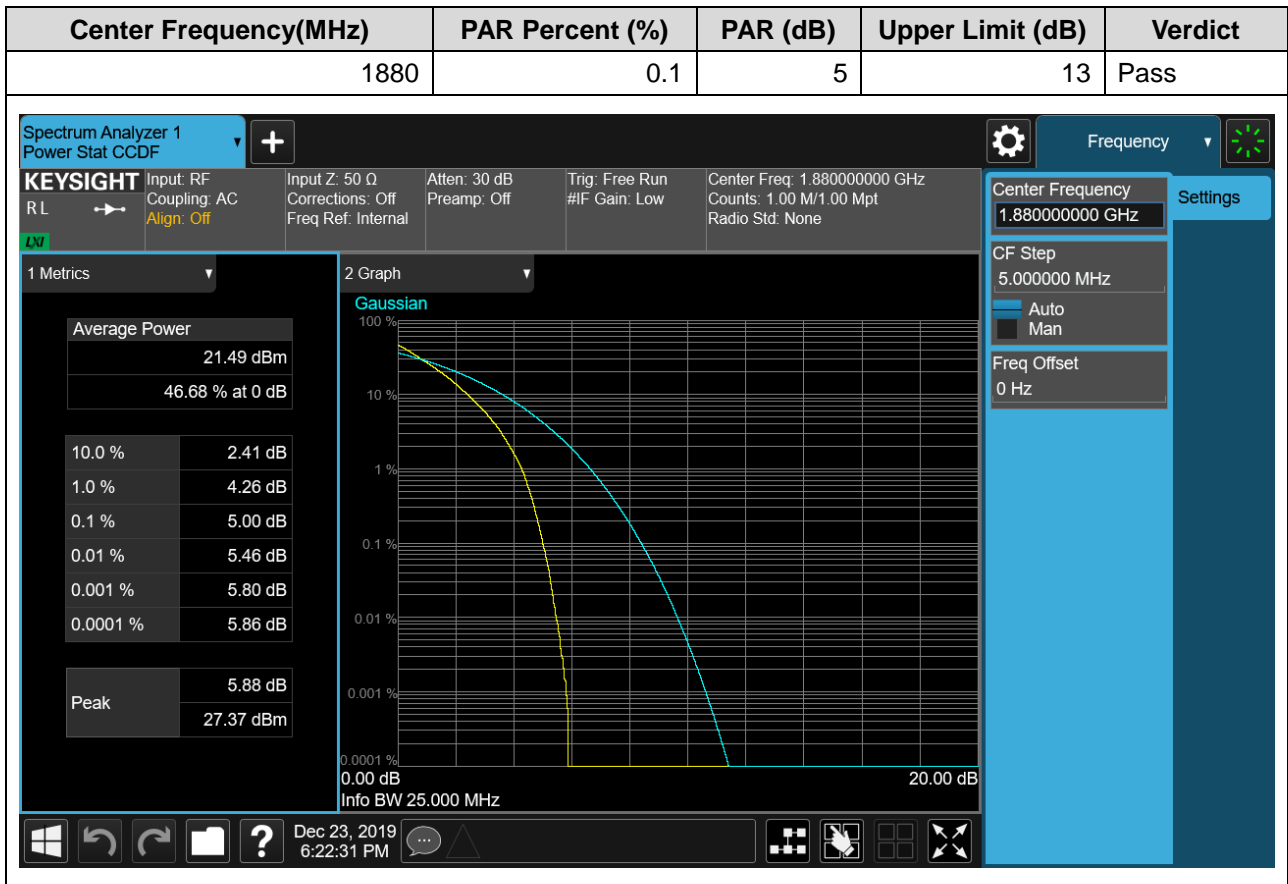 Center Frequency(MHz) PAR Percent (%) PAR (dB) Upper Limit (dB) Verdict
1880 0.1 5 13 Pass
Spectrum Analyzer 1
Power Stat CCDF
Frequency
KEYSIGHT Input: RF Input Z: 50 Ω Atten: 30 dB Trig: Free Run Center Freq: 1.880000000 GHz
R L Coupling: AC Corrections: Off Preamp: Off #IF Gain: Low Counts: 1.00 M/1.00 Mpt
Align: Off Freq Ref: Internal Radio Std: None
LXI
Center Frequency
1.880000000 GHz
Settings
CF Step
5.000000 MHz
Auto
Man
Freq Offset
0 Hz
1 Metrics
Average Power
21.49 dBm
46.68 % at 0 dB
10.0 % 2.41 dB
1.0 % 4.26 dB
0.1 % 5.00 dB
0.01 % 5.46 dB
0.001 % 5.80 dB
0.0001 % 5.86 dB
Peak
5.88 dB
27.37 dBm
2 Graph
Gaussian
100 %
10 %
1 %
0.1 %
0.01 %
0.001 %
0.0001 %
0.00 dB 20.00 dB
Info BW 25.000 MHz
?
Dec 23, 2019
6:22:31 PM